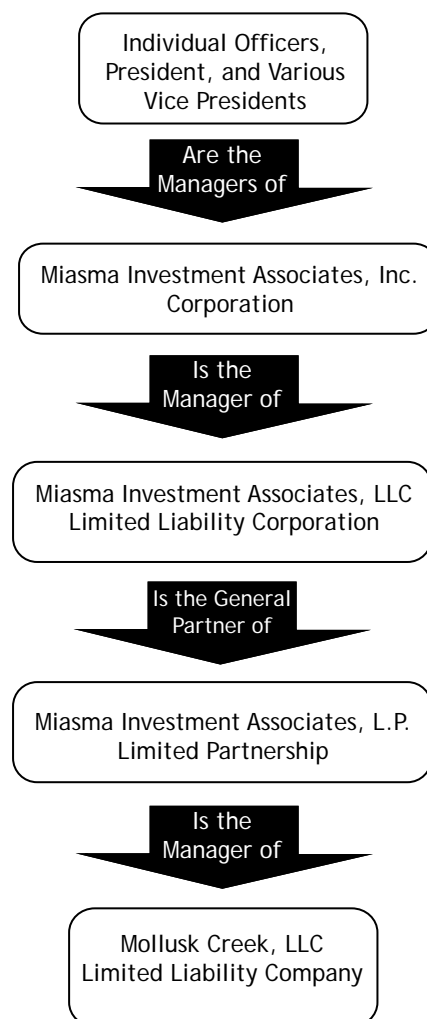 Individual Officers,
President, and Various
Vice Presidents
Are the
Managers of
Miasma Investment Associates, Inc.
Corporation
Is the
Manager of
Miasma Investment Associates, LLC
Limited Liability Corporation
Is the General
Partner of
Miasma Investment Associates, L.P.
Limited Partnership
Is the
Manager of
Mollusk Creek, LLC
Limited Liability Company